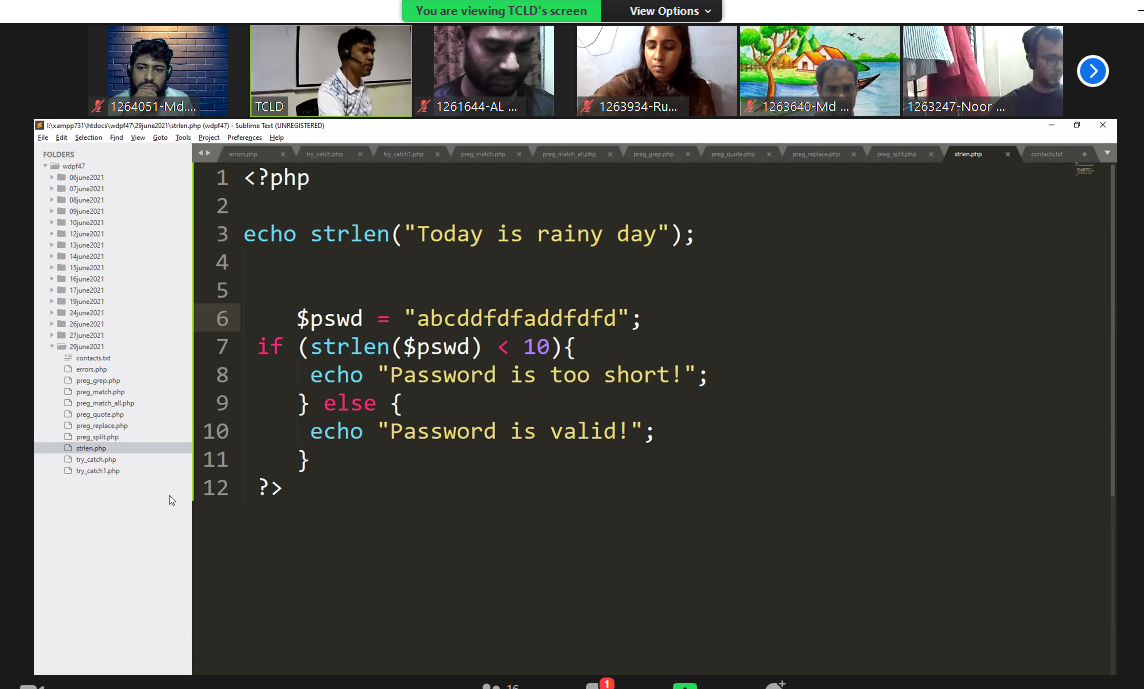 You are viewing TCLD's screen
View Options
1264051-Md....
TCLD
1261644-AL ...
1263934-Ru...
1263640-Md ...
1263247-Noor ...
I:\xampp731\htdocs\wdpf47\29june2021\strlen.php (wdpf47) - Sublime Text (UNREGISTERED)
File Edit Selection Find View Goto Tools Project Preferences Help
FOLDERS
wdpf47
06june2021
07june2021
08june2021
09june2021
10june2021
12june2021
13june2021
14june2021
15june2021
16june2021
17june2021
19june2021
24june2021
26june2021
27june2021
29june2021
contacts.txt
errors.php
preg_grep.php
preg_match.php
preg_match_all.php
preg_quote.php
preg_replace.php
preg_split.php
strlen.php
try_catch.php
try_catch1.php
errors.php try_catch.php try_catch1.php preg_match.php preg_match_all.php preg_grep.php preg_quote.php preg_replace.php preg_split.php strlen.php contacts.txt
1 <?php
2
3 echo strlen("Today is rainy day");
4
5
6 $pswd = "abcddfdfaddfdfd";
7 if (strlen($pswd) < 10){
8 echo "Password is too short!";
9 } else {
10 echo "Password is valid!";
11 }
12 ?>
16
1